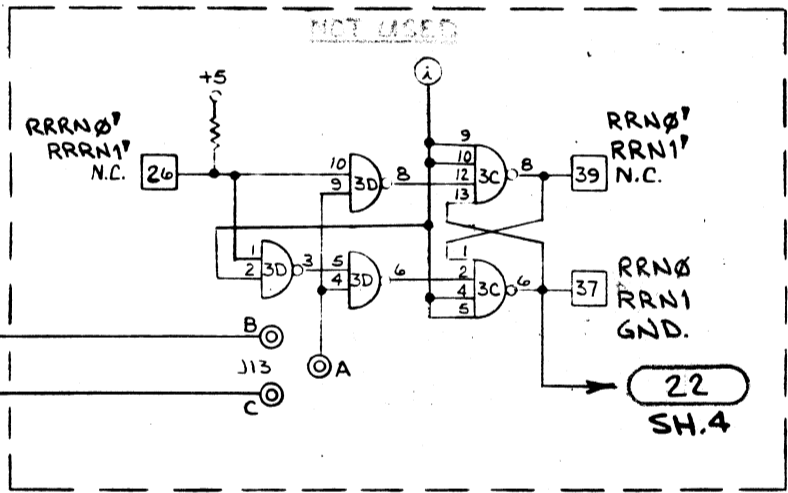 NOT USED
i
+5
RRRNØ'
RRRN1'
N.C.
26
10
9
3D
8
9
10
12
13
3C
8
39
RRNØ'
RRN1'
N.C.
1
2
3D
3
5
4
3D
6
1
2
4
5
3C
6
37
RRNØ
RRN1
GND.
B
J13
A
C
22
SH.4